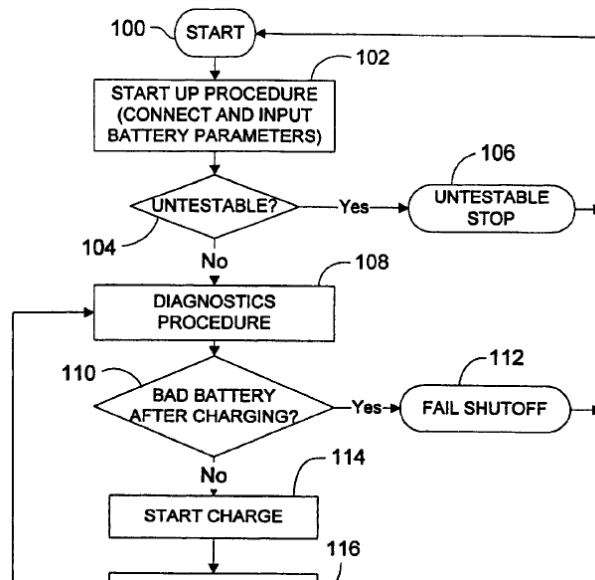 100
START
102
START UP PROCEDURE
(CONNECT AND INPUT
BATTERY PARAMETERS)
UNTESTABLE?
104
Yes
106
UNTESTABLE
STOP
No
108
DIAGNOSTICS
PROCEDURE
110
BAD BATTERY
AFTER CHARGING?
Yes
112
FAIL SHUTOFF
No
114
START CHARGE
116